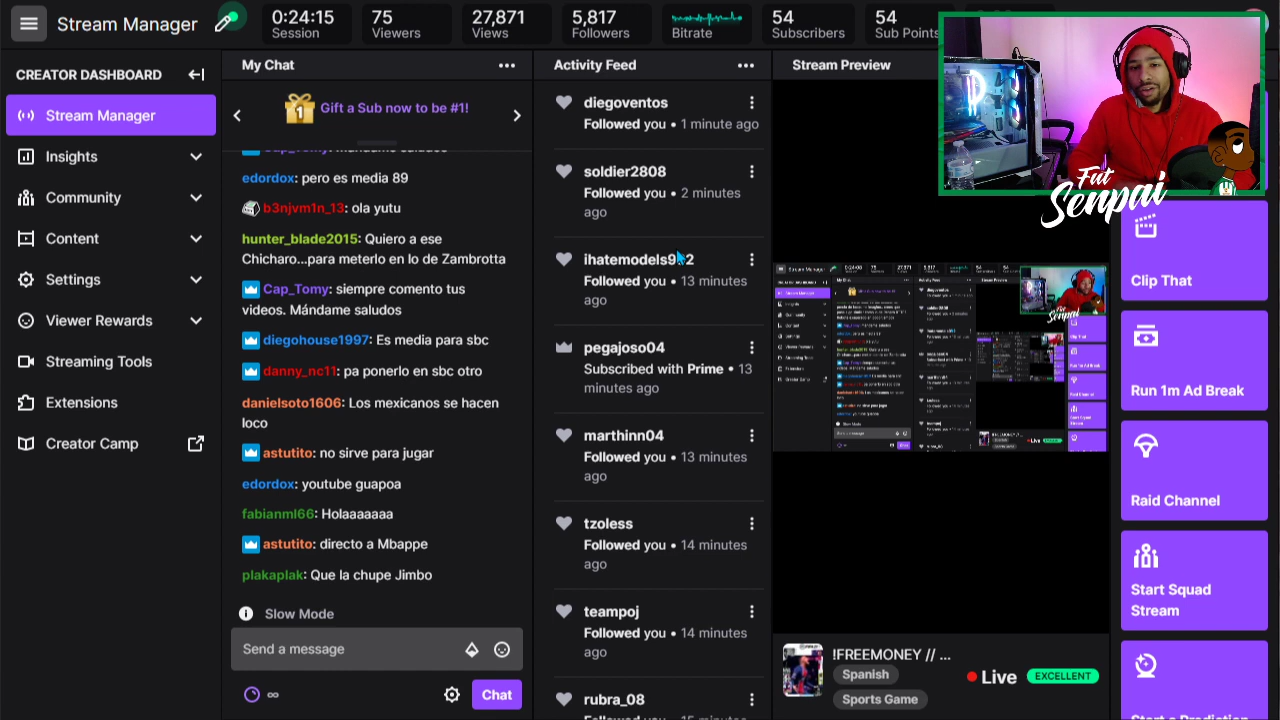 Stream Manager
0:24:15
Session
75
Viewers
27,871
Views
5,817
Followers
Bitrate
54
Subscribers
54
Sub Points
CREATOR DASHBOARD
Stream Manager
Insights
Community
Content
Settings
Viewer Rewards
Streaming Tools
Extensions
Creator Camp
My Chat
1
Gift a Sub now to be #1!
edordox: pero es media 89
b3njvm1n_13: ola yutu
hunter_blade2015: Quiero a ese
Chicharo...para meterlo en lo de Zambrotta
Cap_Tomy: siempre comento tus
videos. Mándame saludos
diegohouse1997: Es media para sbc
danny_nc11: pa ponerlo en sbc otro
danielsoto1606: Los mexicanos se hacen
loco
astutito: no me para jugar
edordox: youtube guapoa
fabianml66: Holaaaaaaa
astutito: directo a Mbappe
plakaplak: Que la chupe Jimbo
Slow Mode
Send a message
Chat
Activity Feed
diegoventos
Followed you • 1 minute ago
soldier2808
Followed you • 2 minutes
ago
Followed you • 13 minutes
ago
pegajoso04
Subscribed with Prime • 13
minutes ago
marthin_14
Followed you • 13 minutes
ago
tzoless
Followed you • 14 minutes
ago
teampoj
Followed you • 14 minutes
ago
rubra_08
Stream Preview
Fut
Senpai
!FREEMONEY // ...
Spanish
Sports Game
Live
EXCELLENT
Clip That
Run 1m Ad Break
Raid Channel
Start Squad
Stream
Start a Prediction